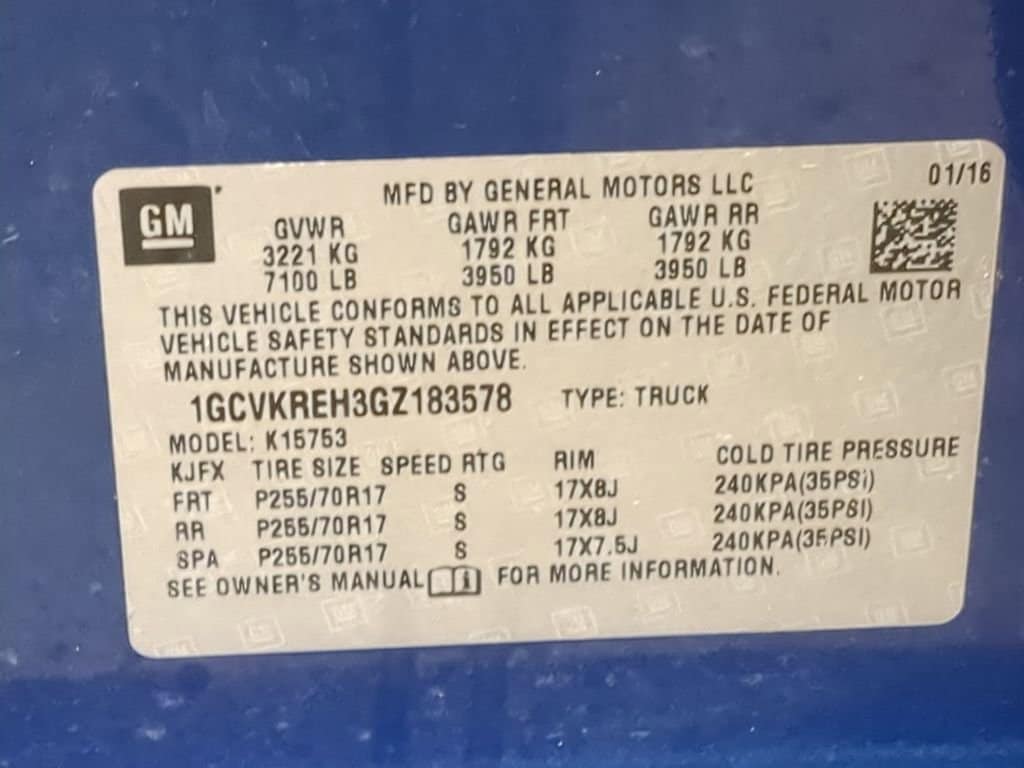 GM
MFD BY GENERAL MOTORS LLC 01/16
GVWR GAWR FRT GAWR RR
3221 KG 1792 KG 1792 KG
7100 LB 3950 LB 3950 LB
THIS VEHICLE CONFORMS TO ALL APPLICABLE U.S. FEDERAL MOTOR
VEHICLE SAFETY STANDARDS IN EFFECT ON THE DATE OF
MANUFACTURE SHOWN ABOVE.
1GCVKREH3GZ183578 TYPE: TRUCK
MODEL: K15753
KJFX TIRE SIZE SPEED RTG RIM COLD TIRE PRESSURE
FRT P255/70R17 S 17X8J 240KPA(35PSI)
RR P255/70R17 S 17X8J 240KPA(35PSI)
SPA P255/70R17 S 17X7.5J 240KPA(35PSI)
SEE OWNER'S MANUAL FOR MORE INFORMATION.